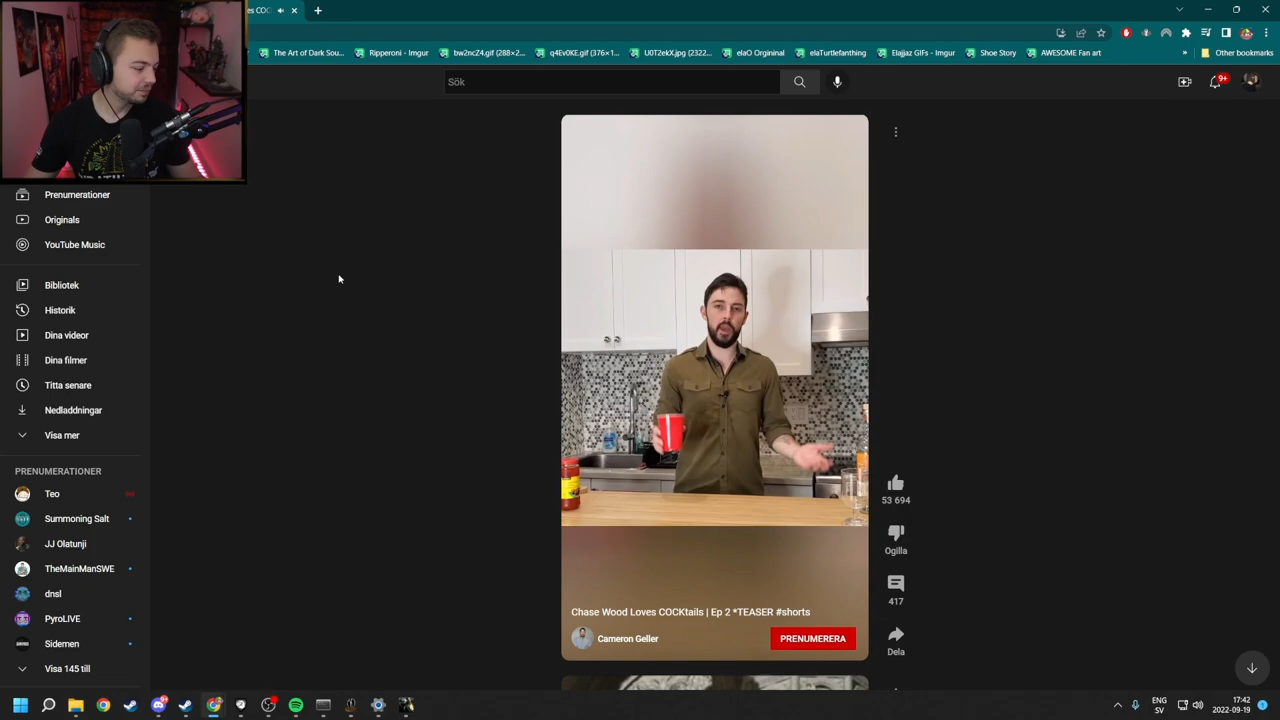 es COC
The Art of Dark Sou...
Ripperoni - Imgur
bw2ncZ4.gif (288×2...
q4Ev0KE.gif (376×1...
U0T2ekX.jpg (2322...
elaO Orgininal
elaTurtlefanthing
Elajjaz GIFs - Imgur
Shoe Story
AWESOME Fan art
»
Other bookmarks
Sök
9+
Prenumerationer
Originals
YouTube Music
Bibliotek
Historik
Dina videor
Dina filmer
Titta senare
Nedladdningar
Visa mer
PRENUMERATIONER
Teo
Summoning Salt
JJ Olatunji
TheMainManSWE
dnsl
PyroLIVE
Sidemen
Visa 145 till
53 694
Ogilla
417
Dela
Chase Wood Loves COCKtails | Ep 2 *TEASER #shorts
Cameron Geller
PRENUMERERA
ENG
SV
17:42
2022-09-19